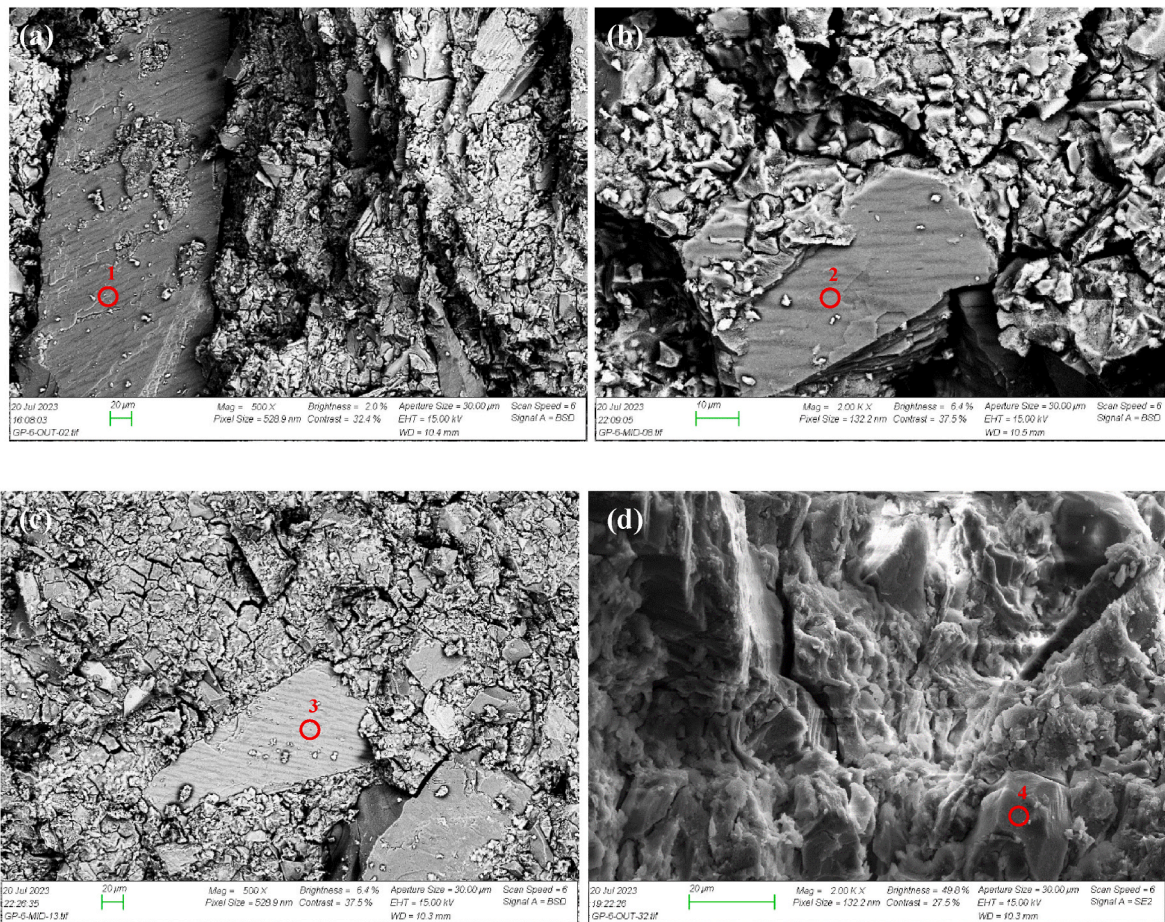 (a)
1
20 µm
20 Jul 2023
16:08:03
GP-6-OUT-02.tif
Mag = 500 X
Pixel Size = 528.9 nm
Brightness = 2.0 %
Contrast = 32.4 %
Aperture Size = 30.00 µm
EHT = 15.00 kV
WD = 10.4 mm
Scan Speed = 6
Signal A = BSD
(b)
2
10 µm
20 Jul 2023
22:09:05
GP-6-MID-08.tif
Mag = 2.00 K X
Pixel Size = 132.2 nm
Brightness = 6.4 %
Contrast = 37.5 %
Aperture Size = 30.00 µm
EHT = 15.00 kV
WD = 10.5 mm
Scan Speed = 6
Signal A = BSD
(c)
3
20 µm
20 Jul 2023
22:26:35
GP-6-MID-13.tif
Mag = 500 X
Pixel Size = 528.9 nm
Brightness = 6.4 %
Contrast = 37.5 %
Aperture Size = 30.00 µm
EHT = 15.00 kV
WD = 10.3 mm
Scan Speed = 6
Signal A = BSD
(d)
4
20 µm
20 Jul 2023
19:22:26
GP-6-OUT-32.tif
Mag = 2.00 K X
Pixel Size = 132.2 nm
Brightness = 49.8 %
Contrast = 27.5 %
Aperture Size = 30.00 µm
EHT = 15.00 kV
WD = 10.3 mm
Scan Speed = 6
Signal A = SE2